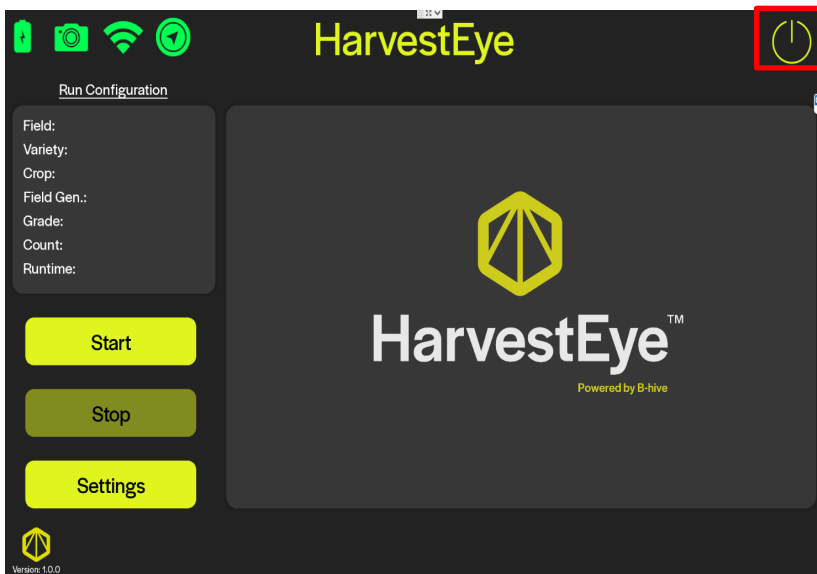 HarvestEye
Run Configuration
Field:
Variety:
Crop:
Field Gen.:
Grade:
Count:
Runtime:
Start
Stop
Settings
HarvestEye™
Powered by B-hive
Version: 1.0.0